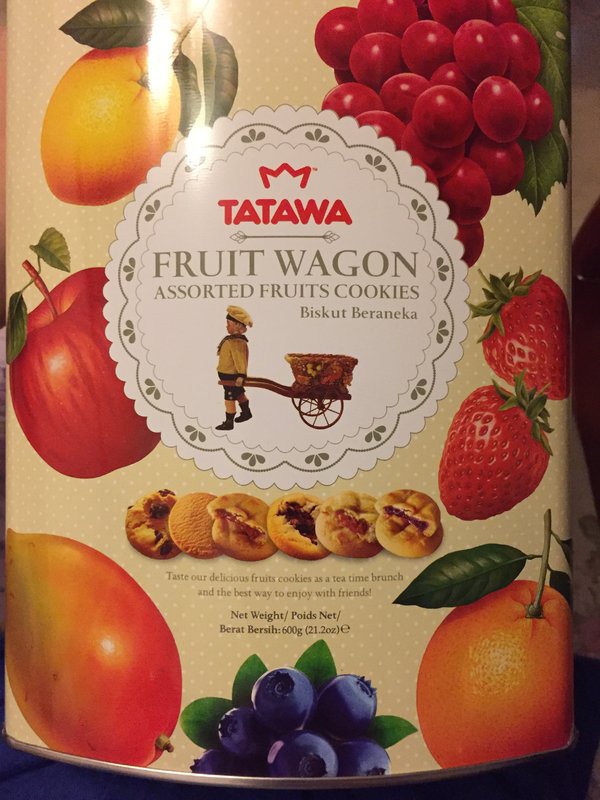 TATAWA
FRUIT WAGON
ASSORTED FRUITS COOKIES
Biskut Beraneka
Taste our delicious fruits cookies as a tea time brunch
and the best way to enjoy with friends!
Net Weight/ Poids Net/
Berat Bersih: 600g (21.2oz)℮